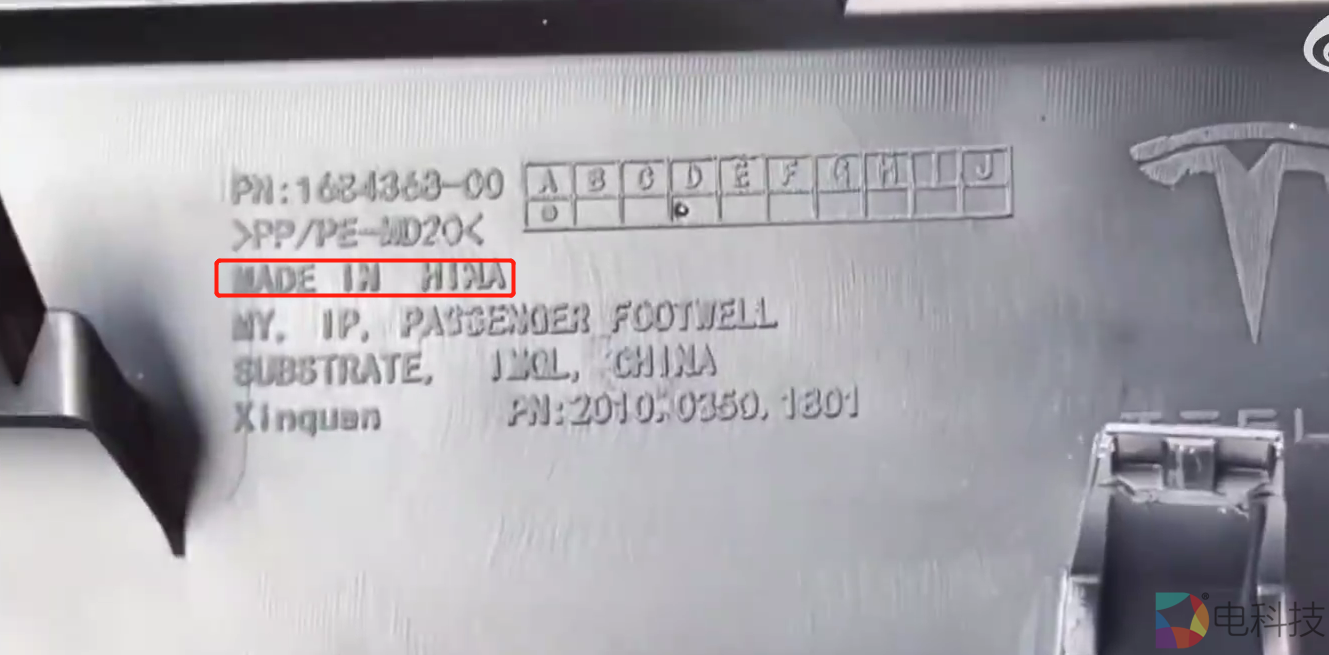 PN:1684363-00
A B C D E F G H I J
>PP/PE-MD20<
MADE IN HINA
MY, IP, PASSENGER FOOTWELL
SUBSTRATE, CHINA
Xinquan PN:2010.0350.1801
电科技